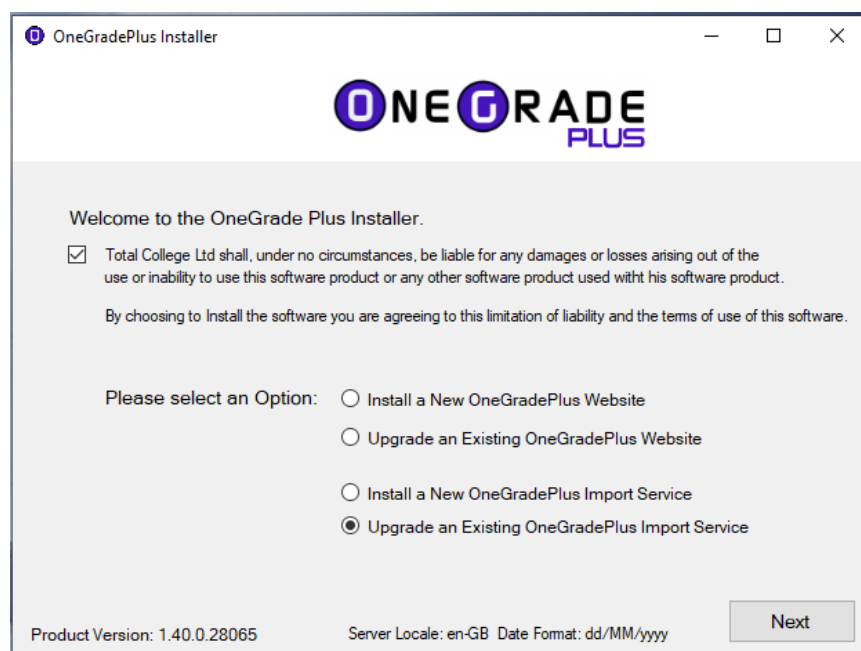 OneGradePlus Installer
ONEGRADE
PLUS
Welcome to the OneGrade Plus Installer.
Total College Ltd shall, under no circumstances, be liable for any damages or losses arising out of the
use or inability to use this software product or any other software product used witht his software product.
By choosing to Install the software you are agreeing to this limitation of liability and the terms of use of this software.
Please select an Option:
Install a New OneGradePlus Website
Upgrade an Existing OneGradePlus Website
Install a New OneGradePlus Import Service
Upgrade an Existing OneGradePlus Import Service
Next
Product Version: 1.40.0.28065
Server Locale: en-GB Date Format: dd/MM/yyyy